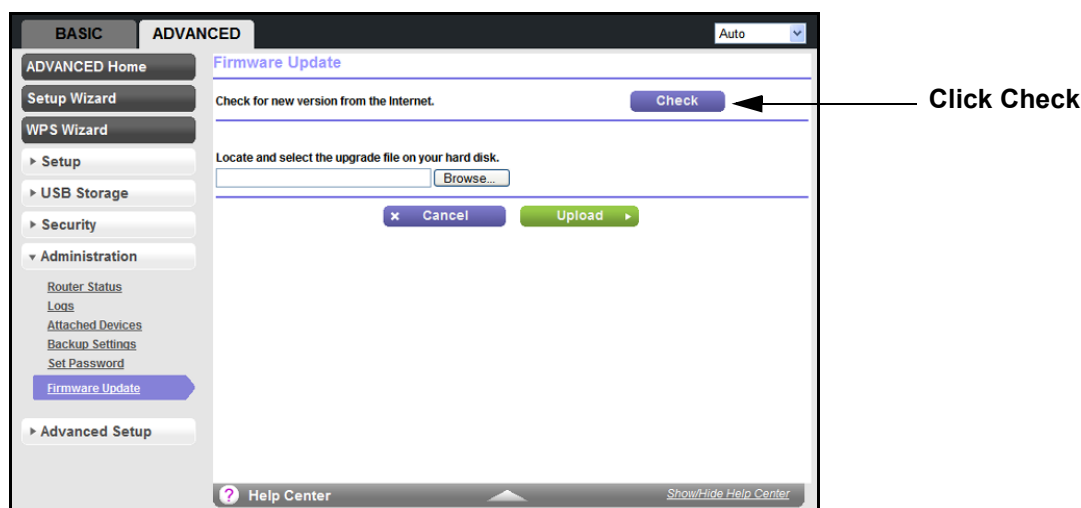 BASIC
ADVANCED
Auto
ADVANCED Home
Setup Wizard
WPS Wizard
Setup
USB Storage
Security
Administration
Router Status
Logs
Attached Devices
Backup Settings
Set Password
Firmware Update
Advanced Setup
Firmware Update
Check for new version from the Internet.
Check
Click Check
Locate and select the upgrade file on your hard disk.
Browse...
Cancel
Upload
? Help Center
Show/Hide Help Center